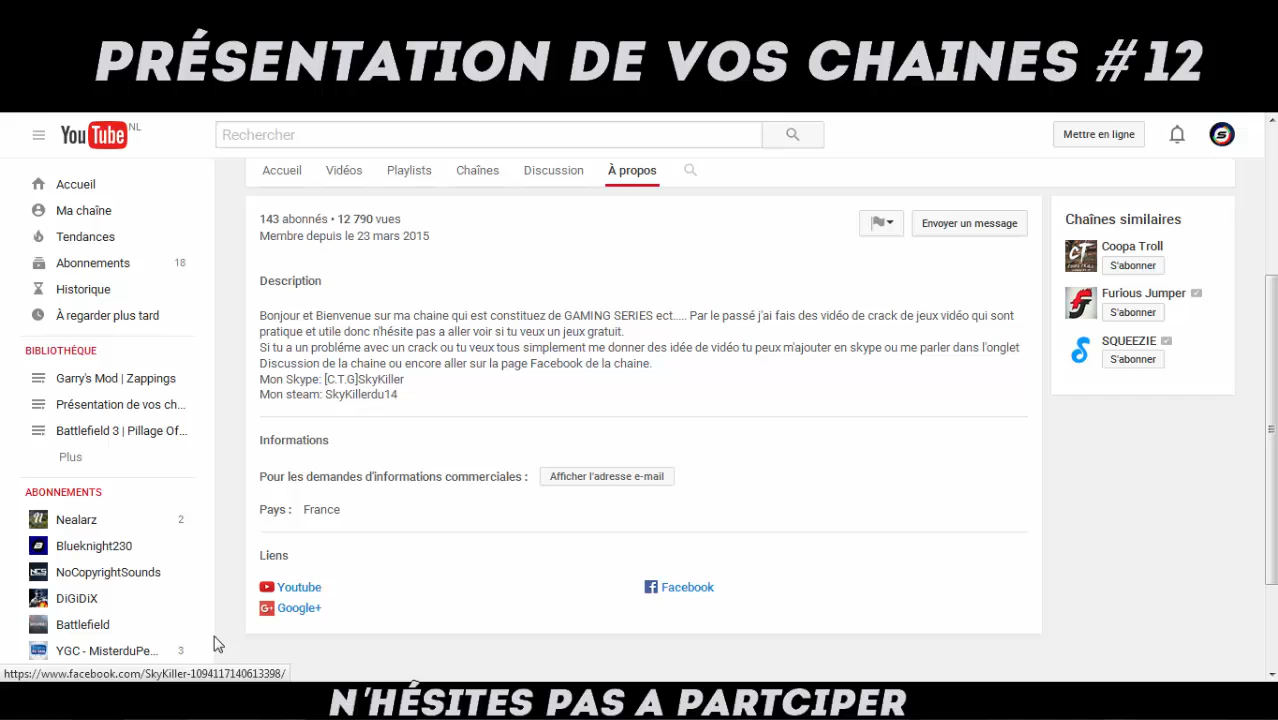 PRÉSENTATION DE VOS CHAINES #12
YouTube NL
Rechercher
Mettre en ligne
Accueil
Ma chaîne
Tendances
Abonnements 18
Historique
À regarder plus tard
BIBLIOTHÈQUE
Garry's Mod | Zappings
Présentation de vos ch...
Battlefield 3 | Pillage Of...
Plus
ABONNEMENTS
Nealarz 2
Blueknight230
NoCopyrightSounds
DiGiDiX
Battlefield
YGC - MisterduPe... 3
Accueil Vidéos Playlists Chaînes Discussion À propos
143 abonnés • 12 790 vues
Membre depuis le 23 mars 2015
Envoyer un message
Description
Bonjour et Bienvenue sur ma chaine qui est constituez de GAMING SERIES ect..... Par le passé j'ai fais des vidéo de crack de jeux vidéo qui sont
pratique et utile donc n'hésite pas a aller voir si tu veux un jeux gratuit.
Si tu a un probléme avec un crack ou tu veux tous simplement me donner des idée de vidéo tu peux m'ajouter en skype ou me parler dans l'onglet
Discussion de la chaine ou encore aller sur la page Facebook de la chaine.
Mon Skype: [C.T.G]SkyKiller
Mon steam: SkyKillerdu14
Informations
Pour les demandes d'informations commerciales : Afficher l'adresse e-mail
Pays : France
Liens
Youtube
Facebook
Google+
Chaînes similaires
Coopa Troll
S'abonner
Furious Jumper
S'abonner
SQUEEZIE
S'abonner
https://www.facebook.com/SkyKiller-1094117140613398/
N'HÉSITES PAS A PARTCIPER